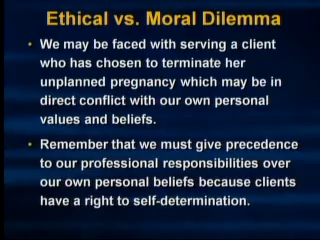 Ethical vs. Moral Dilemma
• We may be faced with serving a client
who has chosen to terminate her
unplanned pregnancy which may be in
direct conflict with our own personal
values and beliefs.
• Remember that we must give precedence
to our professional responsibilities over
our own personal beliefs because clients
have a right to self-determination.